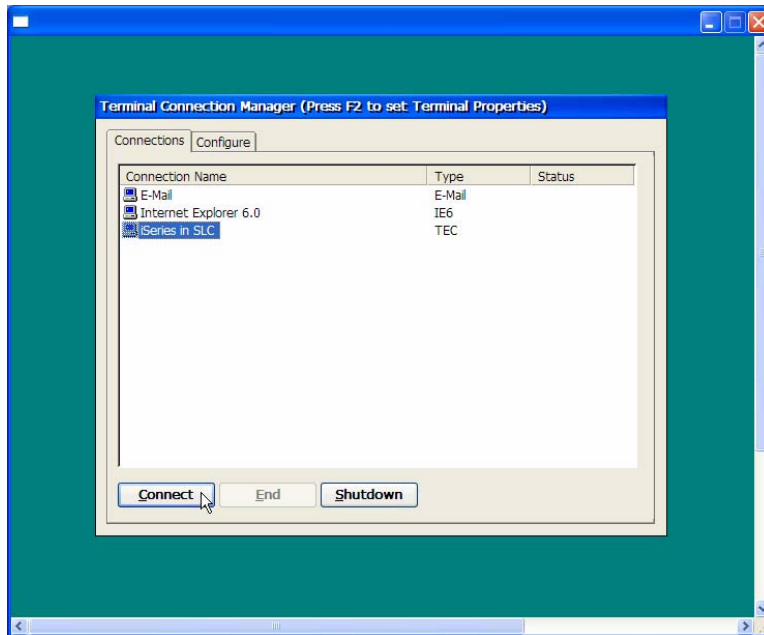 Terminal Connection Manager (Press F2 to set Terminal Properties)
Connections Configure
Connection Name Type Status
E-Mail E-Mail
Internet Explorer 6.0 IE6
iSeries in SLC TEC
Connect End Shutdown